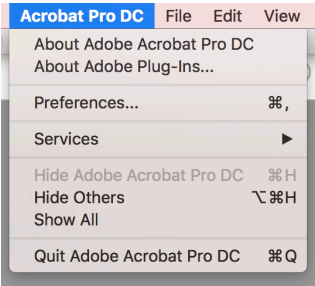 Acrobat Pro DC File Edit View
About Adobe Acrobat Pro DC
About Adobe Plug-Ins...
Preferences... ⌘,
Services ▶
Hide Adobe Acrobat Pro DC ⌘H
Hide Others ⌥⌘H
Show All
Quit Adobe Acrobat Pro DC ⌘Q